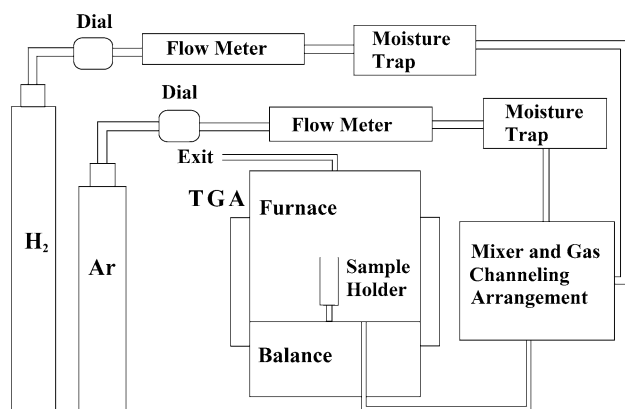 Dial
Flow Meter
Moisture
Trap
Dial
Flow Meter
Moisture
Trap
Exit
TGA
Furnace
H2
Ar
Sample
Holder
Mixer and Gas
Channeling
Arrangement
Balance